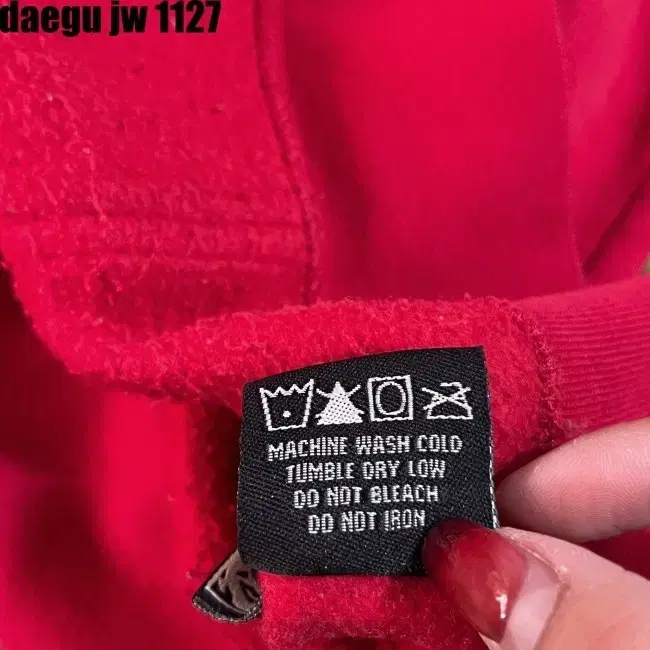 daegu jw 1127
MACHINE WASH COLD
TUMBLE DRY LOW
DO NOT BLEACH
DO NOT IRON